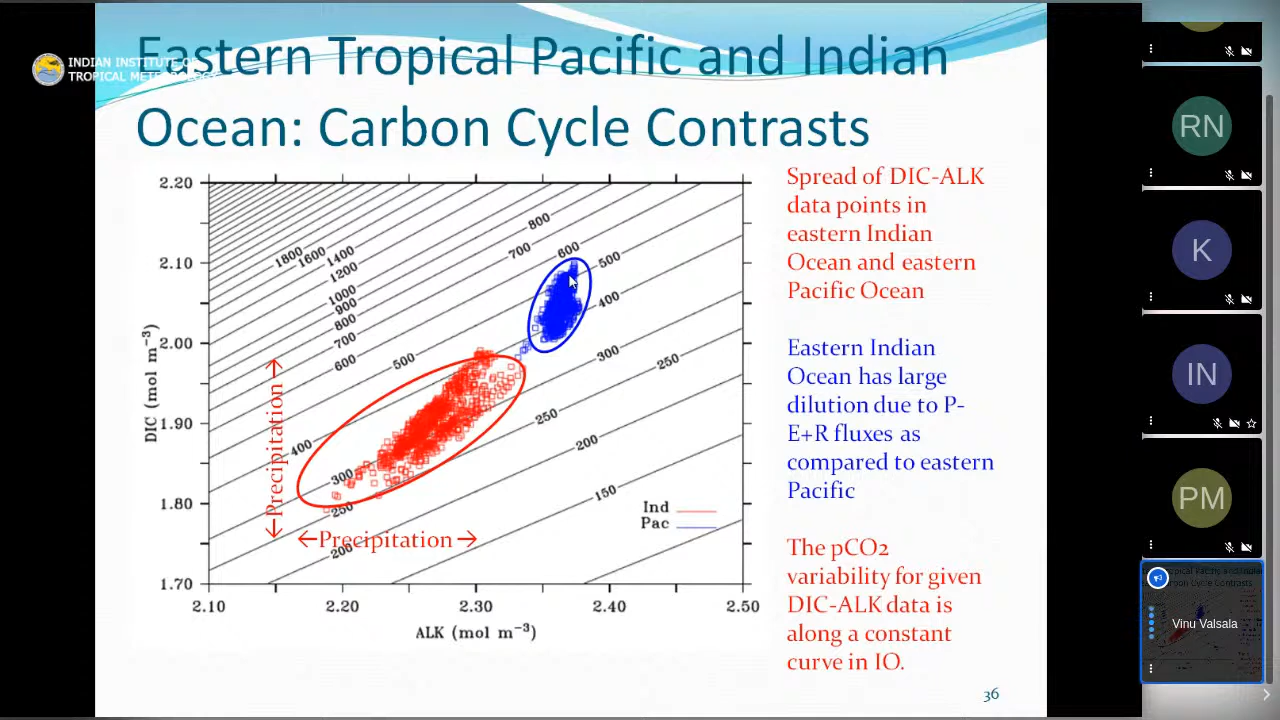 Eastern Tropical Pacific and Indian
INDIAN INSTITUTE OF
TROPICAL METEOROLOGY
Ocean: Carbon Cycle Contrasts
2.20
2.10
2.00
1.90
1.80
1.70
DIC (mol m⁻³)
2.10 2.20 2.30 2.40 2.50
ALK (mol m⁻³)
1800 1600 1400
1200
1000
900
800
700
600
800
700
600
500
400
300
250
500
400
300
250
200
250
200
150
←Precipitation→
←Precipitation→
Ind
Pac
Spread of DIC-ALK
data points in
eastern Indian
Ocean and eastern
Pacific Ocean
Eastern Indian
Ocean has large
dilution due to P-
E+R fluxes as
compared to eastern
Pacific
The pCO2
variability for given
DIC-ALK data is
along a constant
curve in IO.
36
RN
K
IN
PM
Vinu Valsala